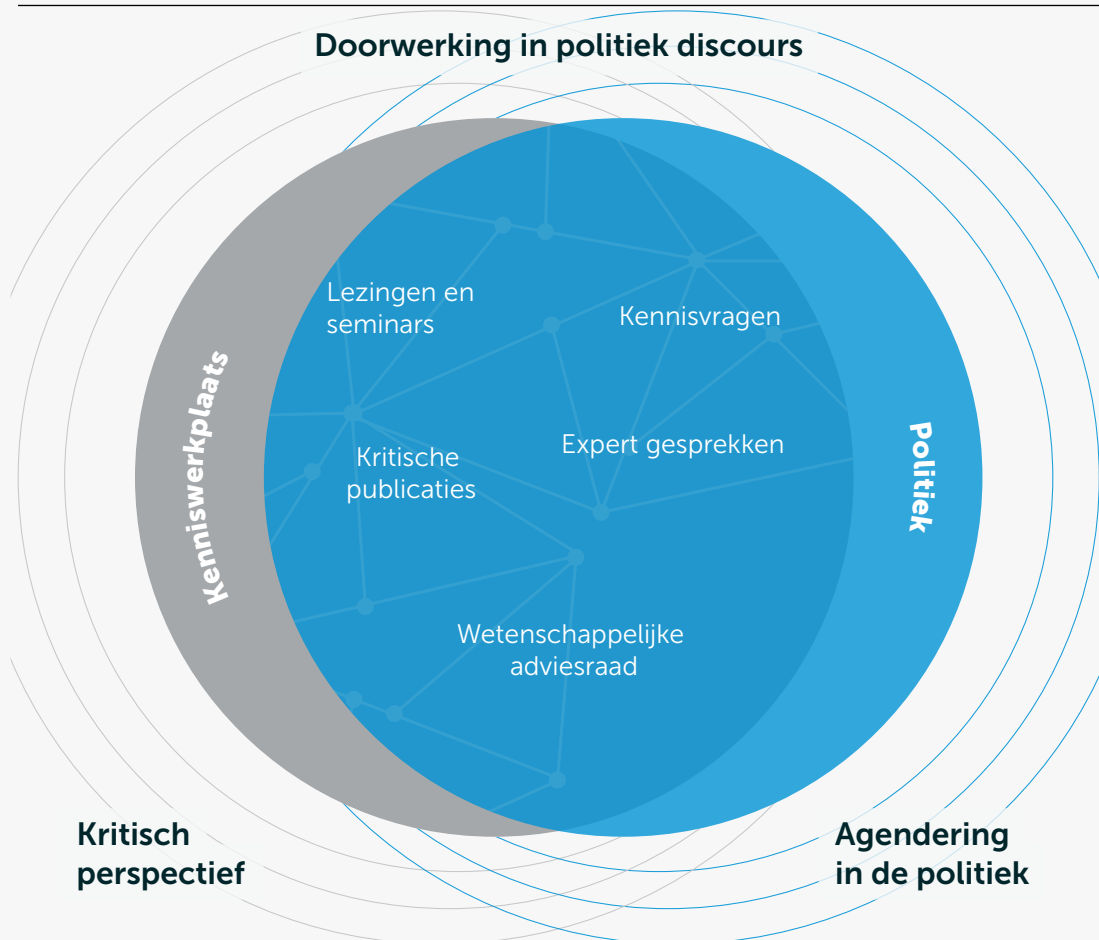 Doorwerking in politiek discours
Lezingen en
seminars
Kennisvragen
Kenniswerkplaats
Politiek
Expert gesprekken
Kritische
publicaties
Wetenschappelijke
adviesraad
Kritisch
perspectief
Agendering
in de politiek